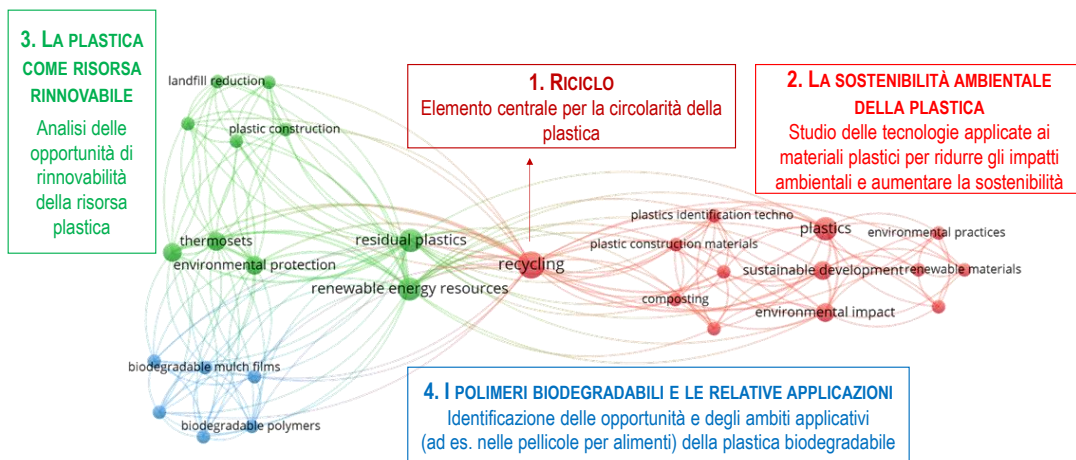 3. LA PLASTICA
COME RISORSA
RINNOVABILE
Analisi delle
opportunità di
rinnovabilità
della risorsa
plastica
1. RICICLO
Elemento centrale per la circolarità della
plastica
2. LA SOSTENIBILITÀ AMBIENTALE
DELLA PLASTICA
Studio delle tecnologie applicate ai
materiali plastici per ridurre gli impatti
ambientali e aumentare la sostenibilità
landfill reduction
plastic construction
thermosets
environmental protection
residual plastics
renewable energy resources
recycling
plastics identification techno
plastic construction materials
composting
plastics
sustainable development
environmental impact
environmental practices
renewable materials
biodegradable mulch films
biodegradable polymers
4. I POLIMERI BIODEGRADABILI E LE RELATIVE APPLICAZIONI
Identificazione delle opportunità e degli ambiti applicativi
(ad es. nelle pellicole per alimenti) della plastica biodegradabile